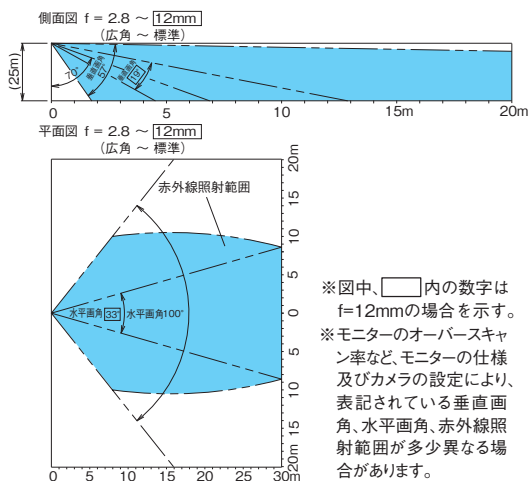 側面図 f = 2.8 ～ 12mm
（広角 ～ 標準）
(25m)
70°
垂直画角
57°
垂直画角
19°
0 5 10 15 20m
平面図 f = 2.8 ～ 12mm
（広角 ～ 標準）
20m
15
10
5
0
5
10
15
20m
赤外線照射範囲
水平画角 33° 水平画角100°
0 5 10 15 20 25 30m
※図中、 内の数字は
f=12mmの場合を示す。
※モニターのオーバースキャ
ン率など、モニターの仕様
及びカメラの設定により、
表記されている垂直画
角、水平画角、赤外線照
射範囲が多少異なる場
合があります。